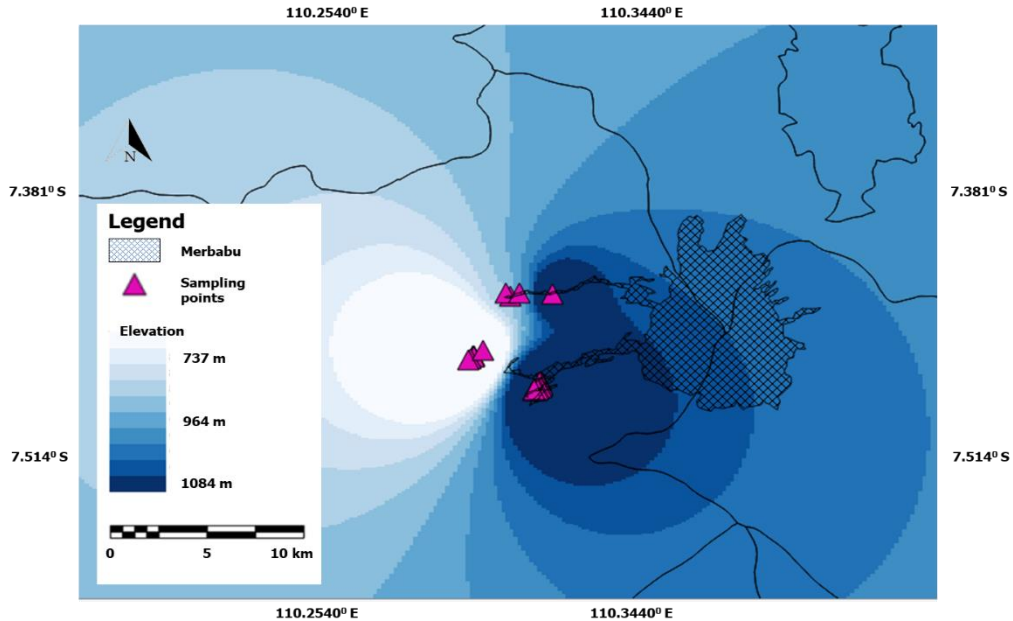 110.2540⁰ E 110.3440⁰ E
7.381⁰ S 7.381⁰ S
N
Legend
Merbabu
Sampling
points
Elevation
737 m
964 m
7.514⁰ S 7.514⁰ S
1084 m
0 5 10 km
110.2540⁰ E 110.3440⁰ E